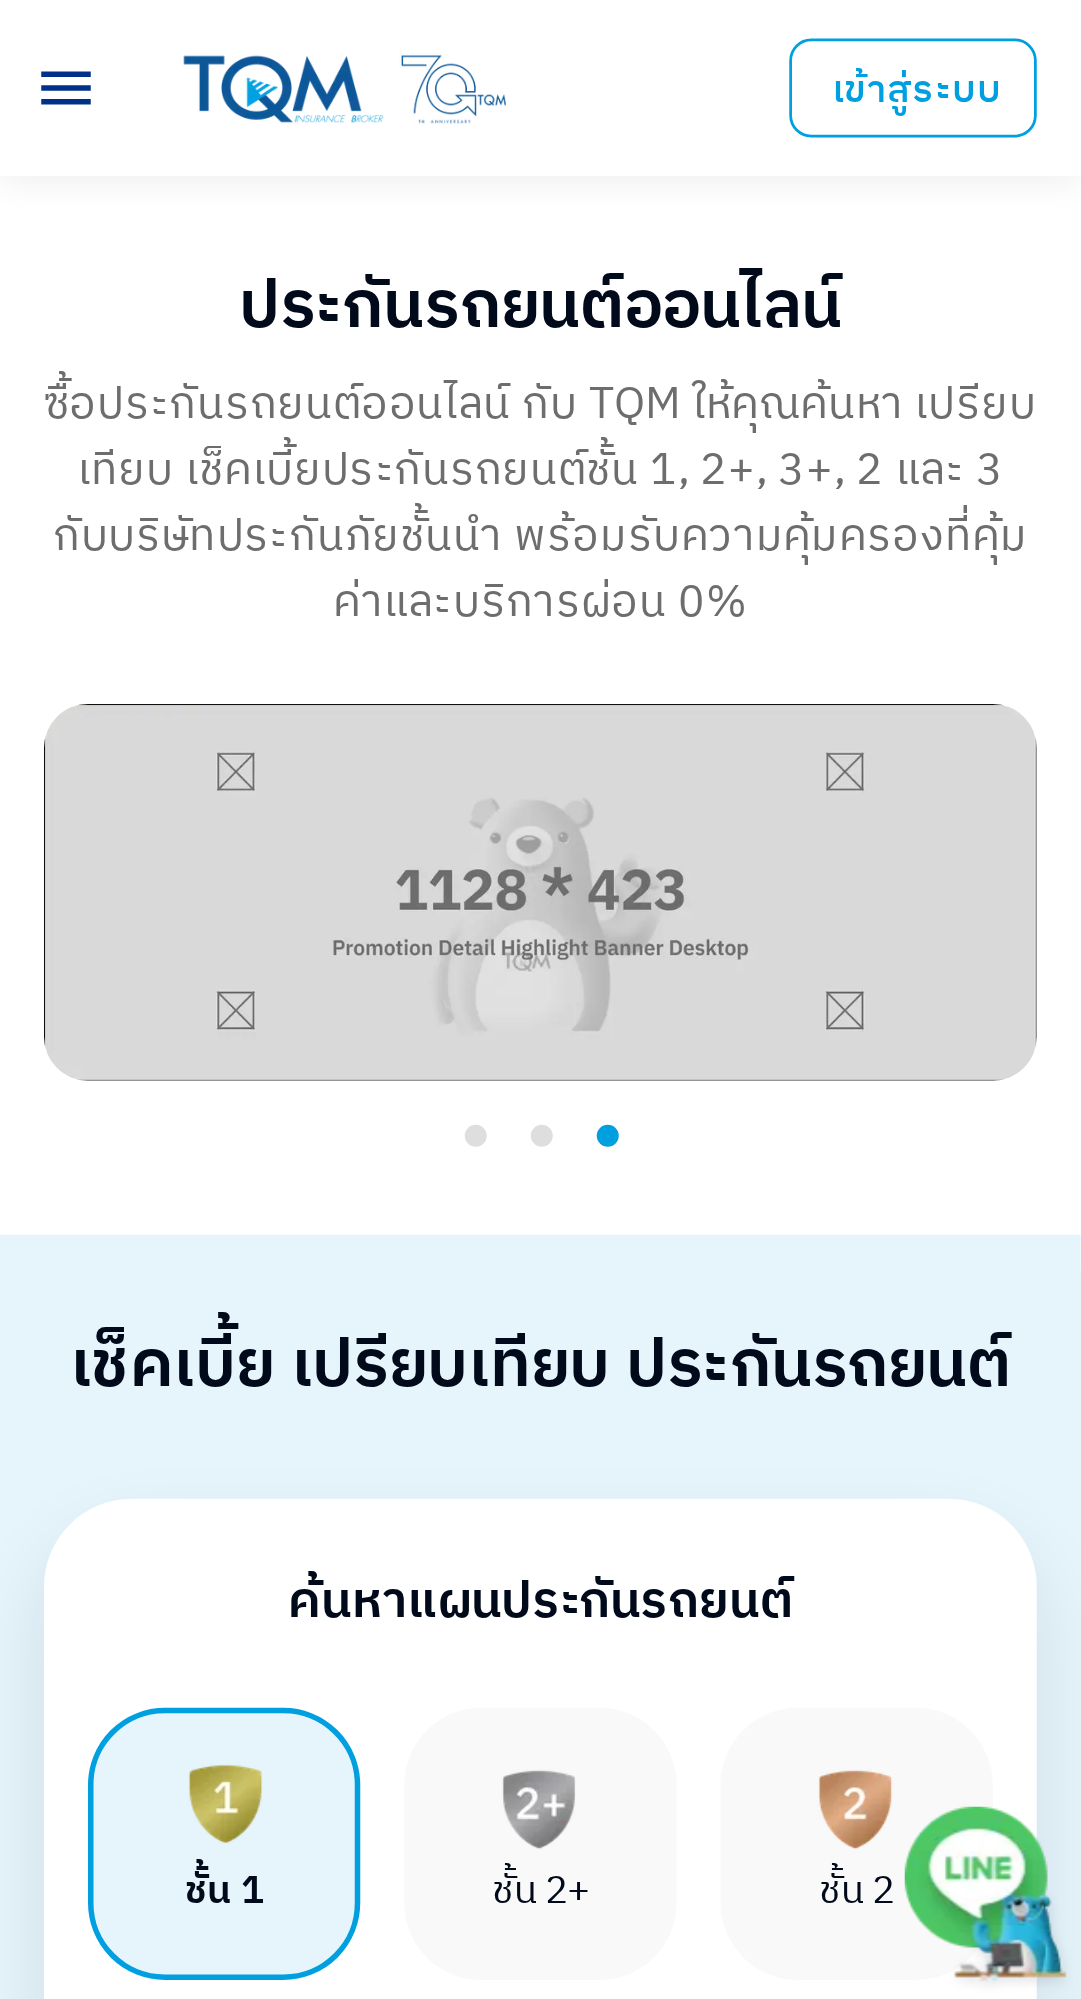 TQM
INSURANCE BROKER
70
TQM
TH ANNIVERSARY
เข้าสู่ระบบ
ประกันรถยนต์ออนไลน์
ซื้อประกันรถยนต์ออนไลน์ กับ TQM ให้คุณค้นหา เปรียบ
เทียบ เช็คเบี้ยประกันรถยนต์ชั้น 1, 2+, 3+, 2 และ 3
กับบริษัทประกันภัยชั้นนำ พร้อมรับความคุ้มครองที่คุ้ม
ค่าและบริการผ่อน 0%
1128 * 423
Promotion Detail Highlight Banner Desktop
TQM
เช็คเบี้ย เปรียบเทียบ ประกันรถยนต์
ค้นหาแผนประกันรถยนต์
1
2+
2
ชั้น 1
ชั้น 2+
ชั้น 2
LINE